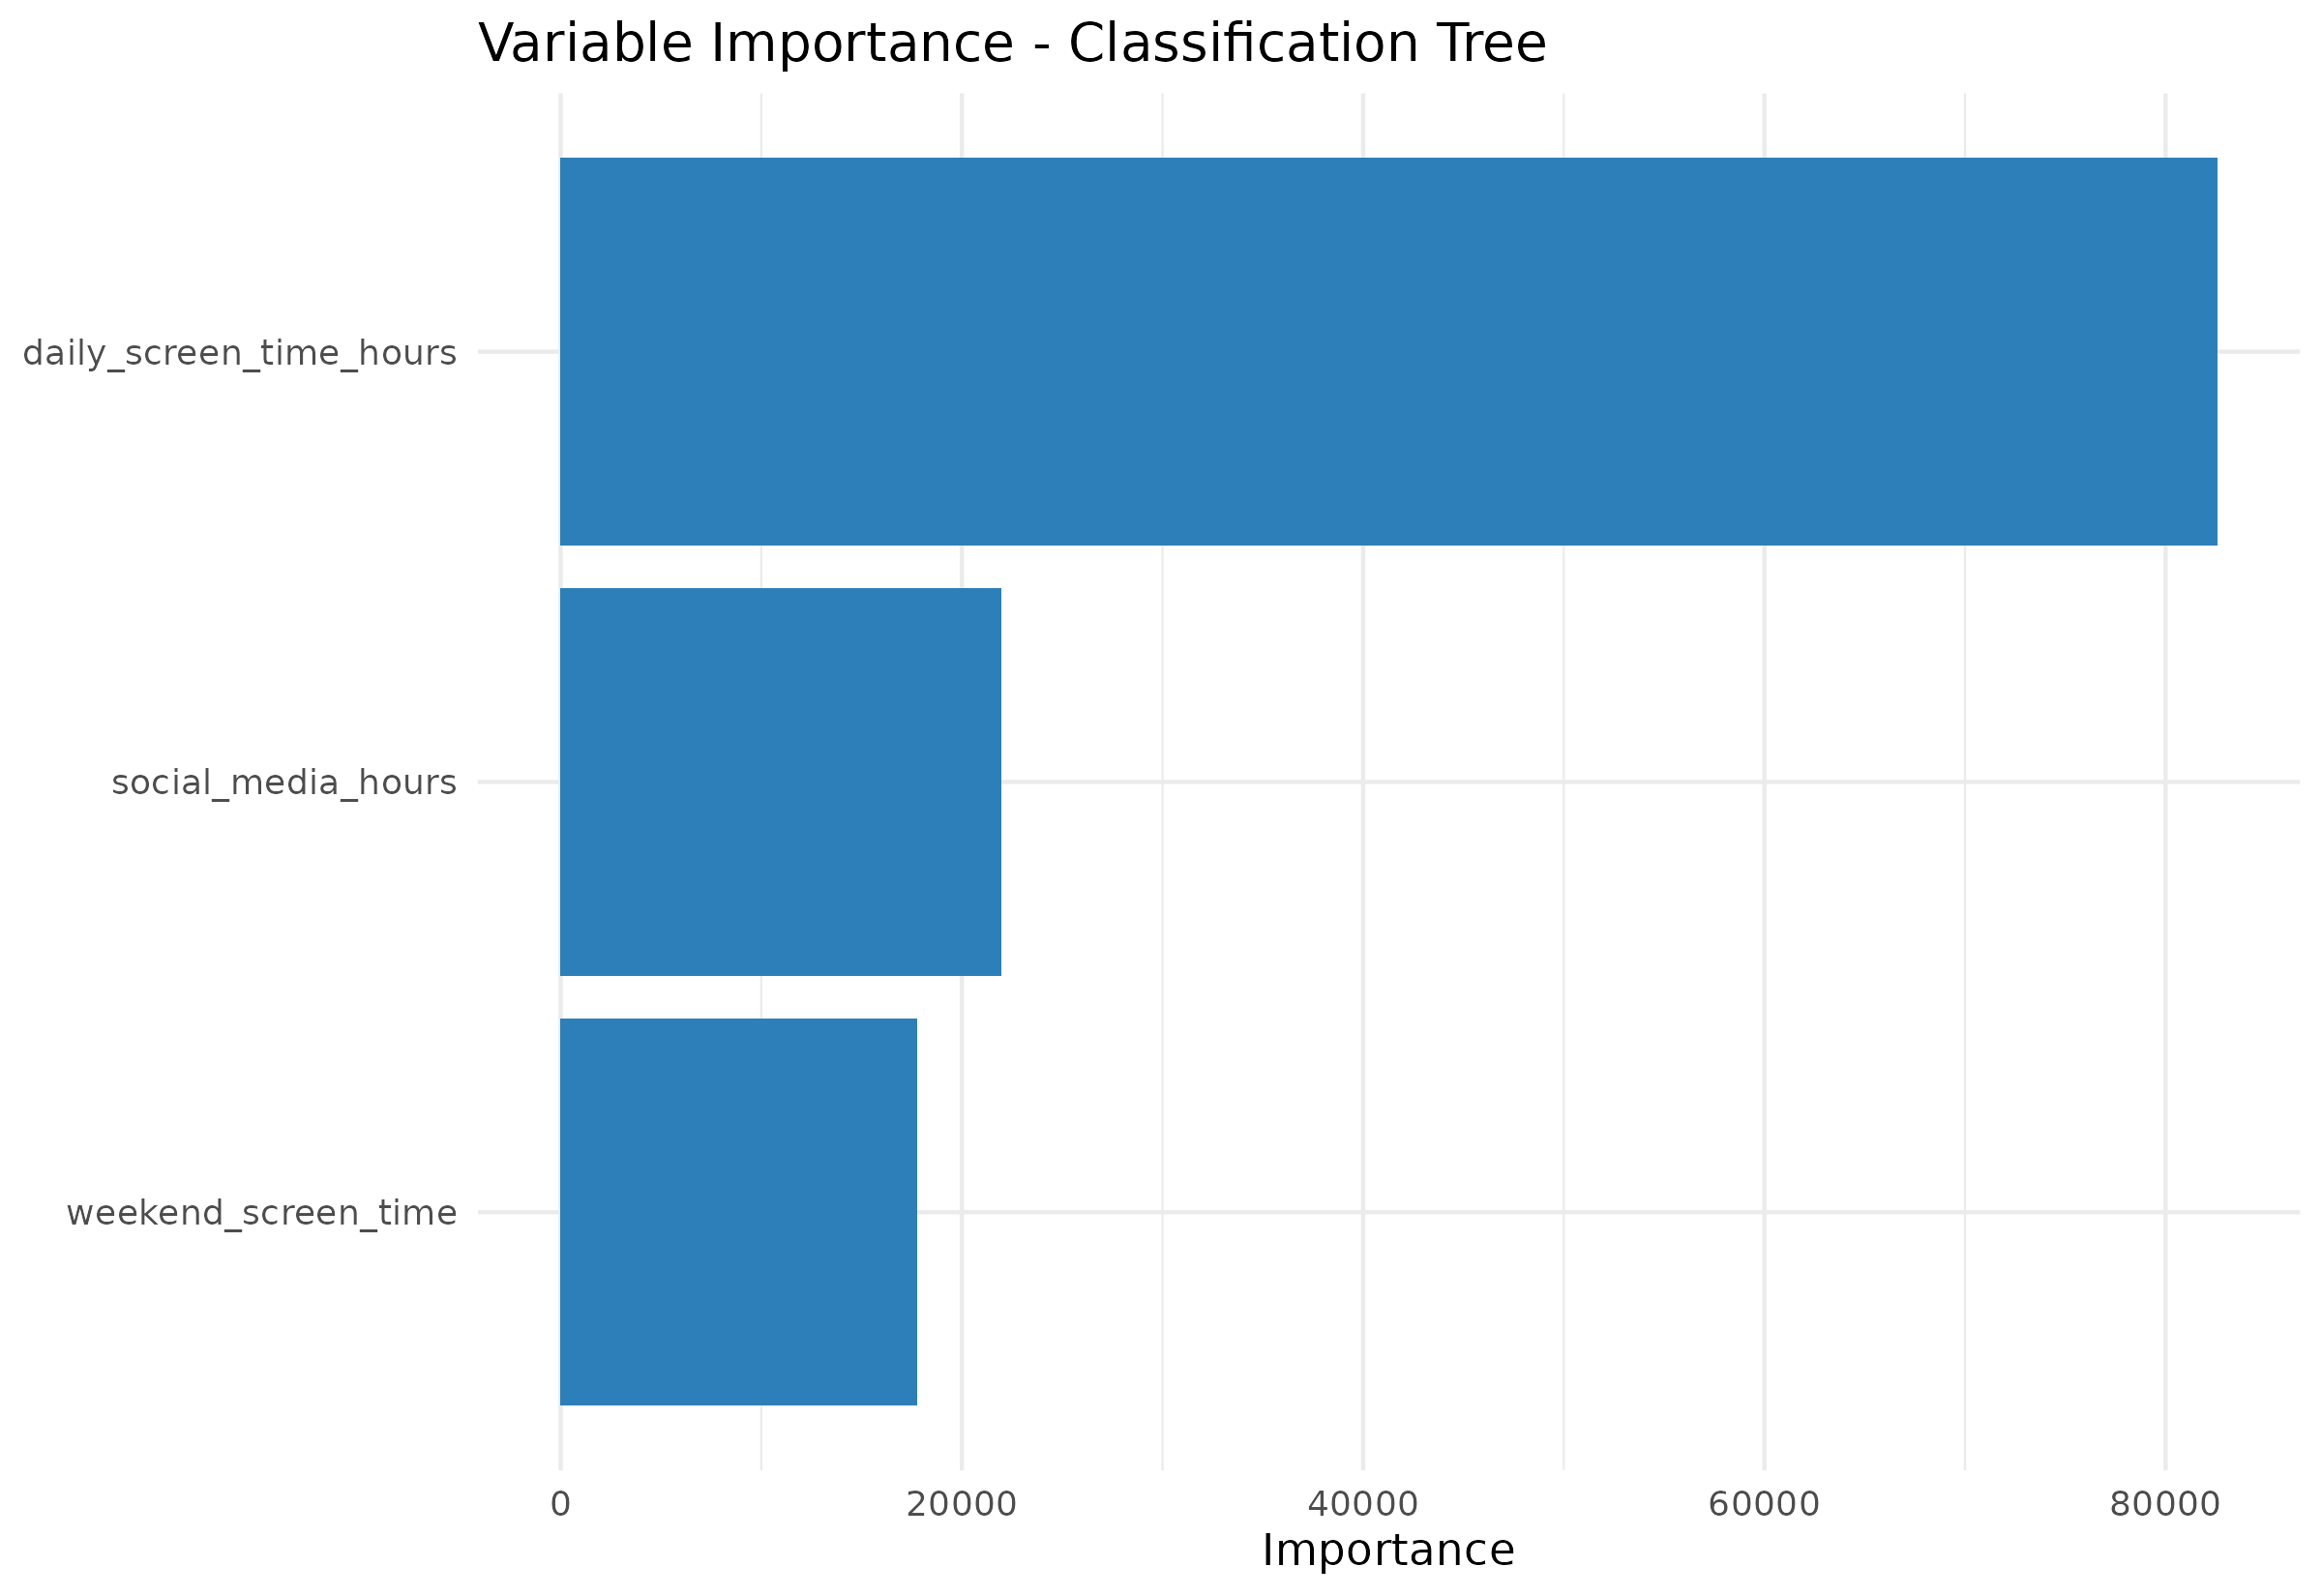 Variable Importance - Classification Tree
daily_screen_time_hours
social_media_hours
weekend_screen_time
0 20000 40000 60000 80000
Importance